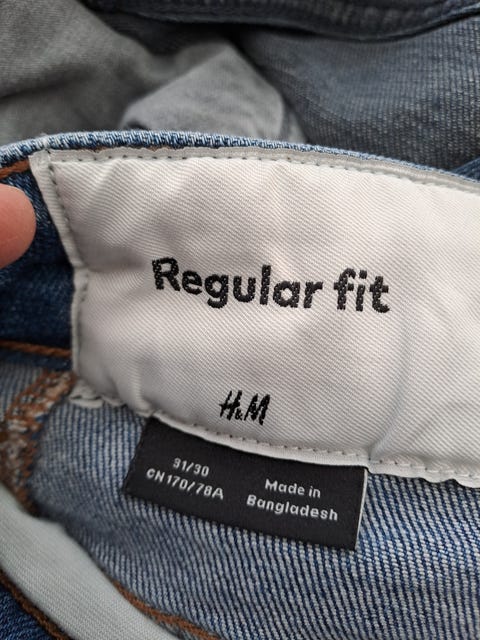 Regular fit
H&M
31/30
CN 170/78A
Made in
Bangladesh